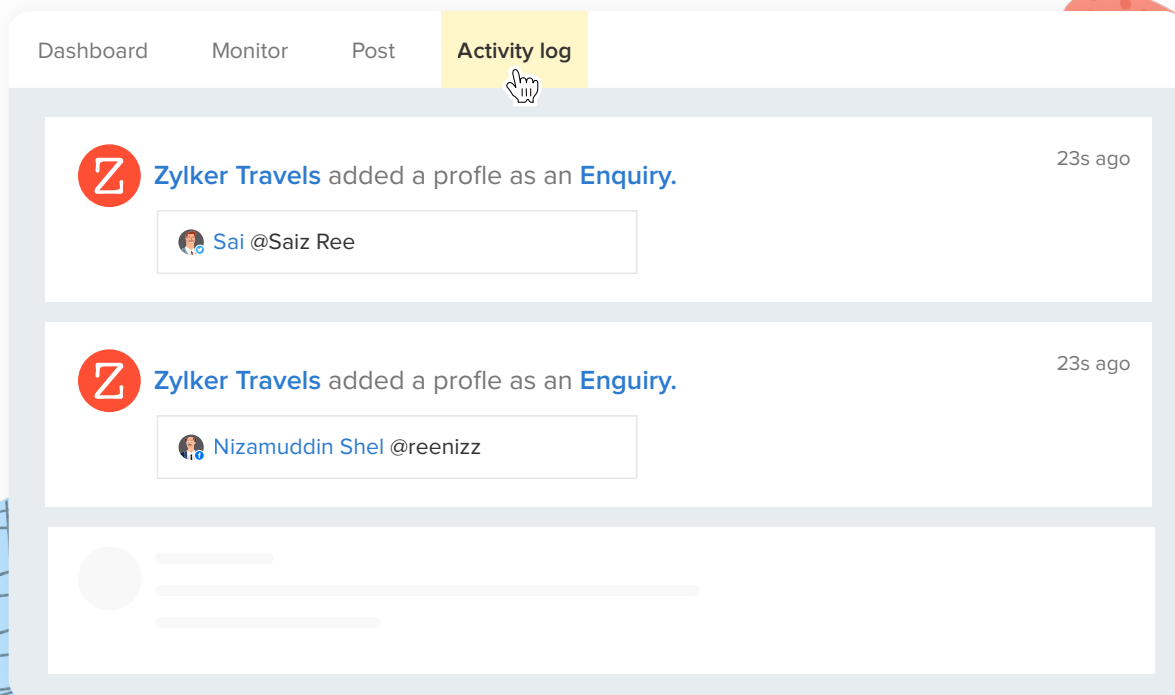 Dashboard Monitor Post Activity log
Z Zylker Travels added a profle as an Enquiry. 23s ago
Sai @Saiz Ree
Z Zylker Travels added a profle as an Enguiry. 23s ago
Nizamuddin Shel @reenizz